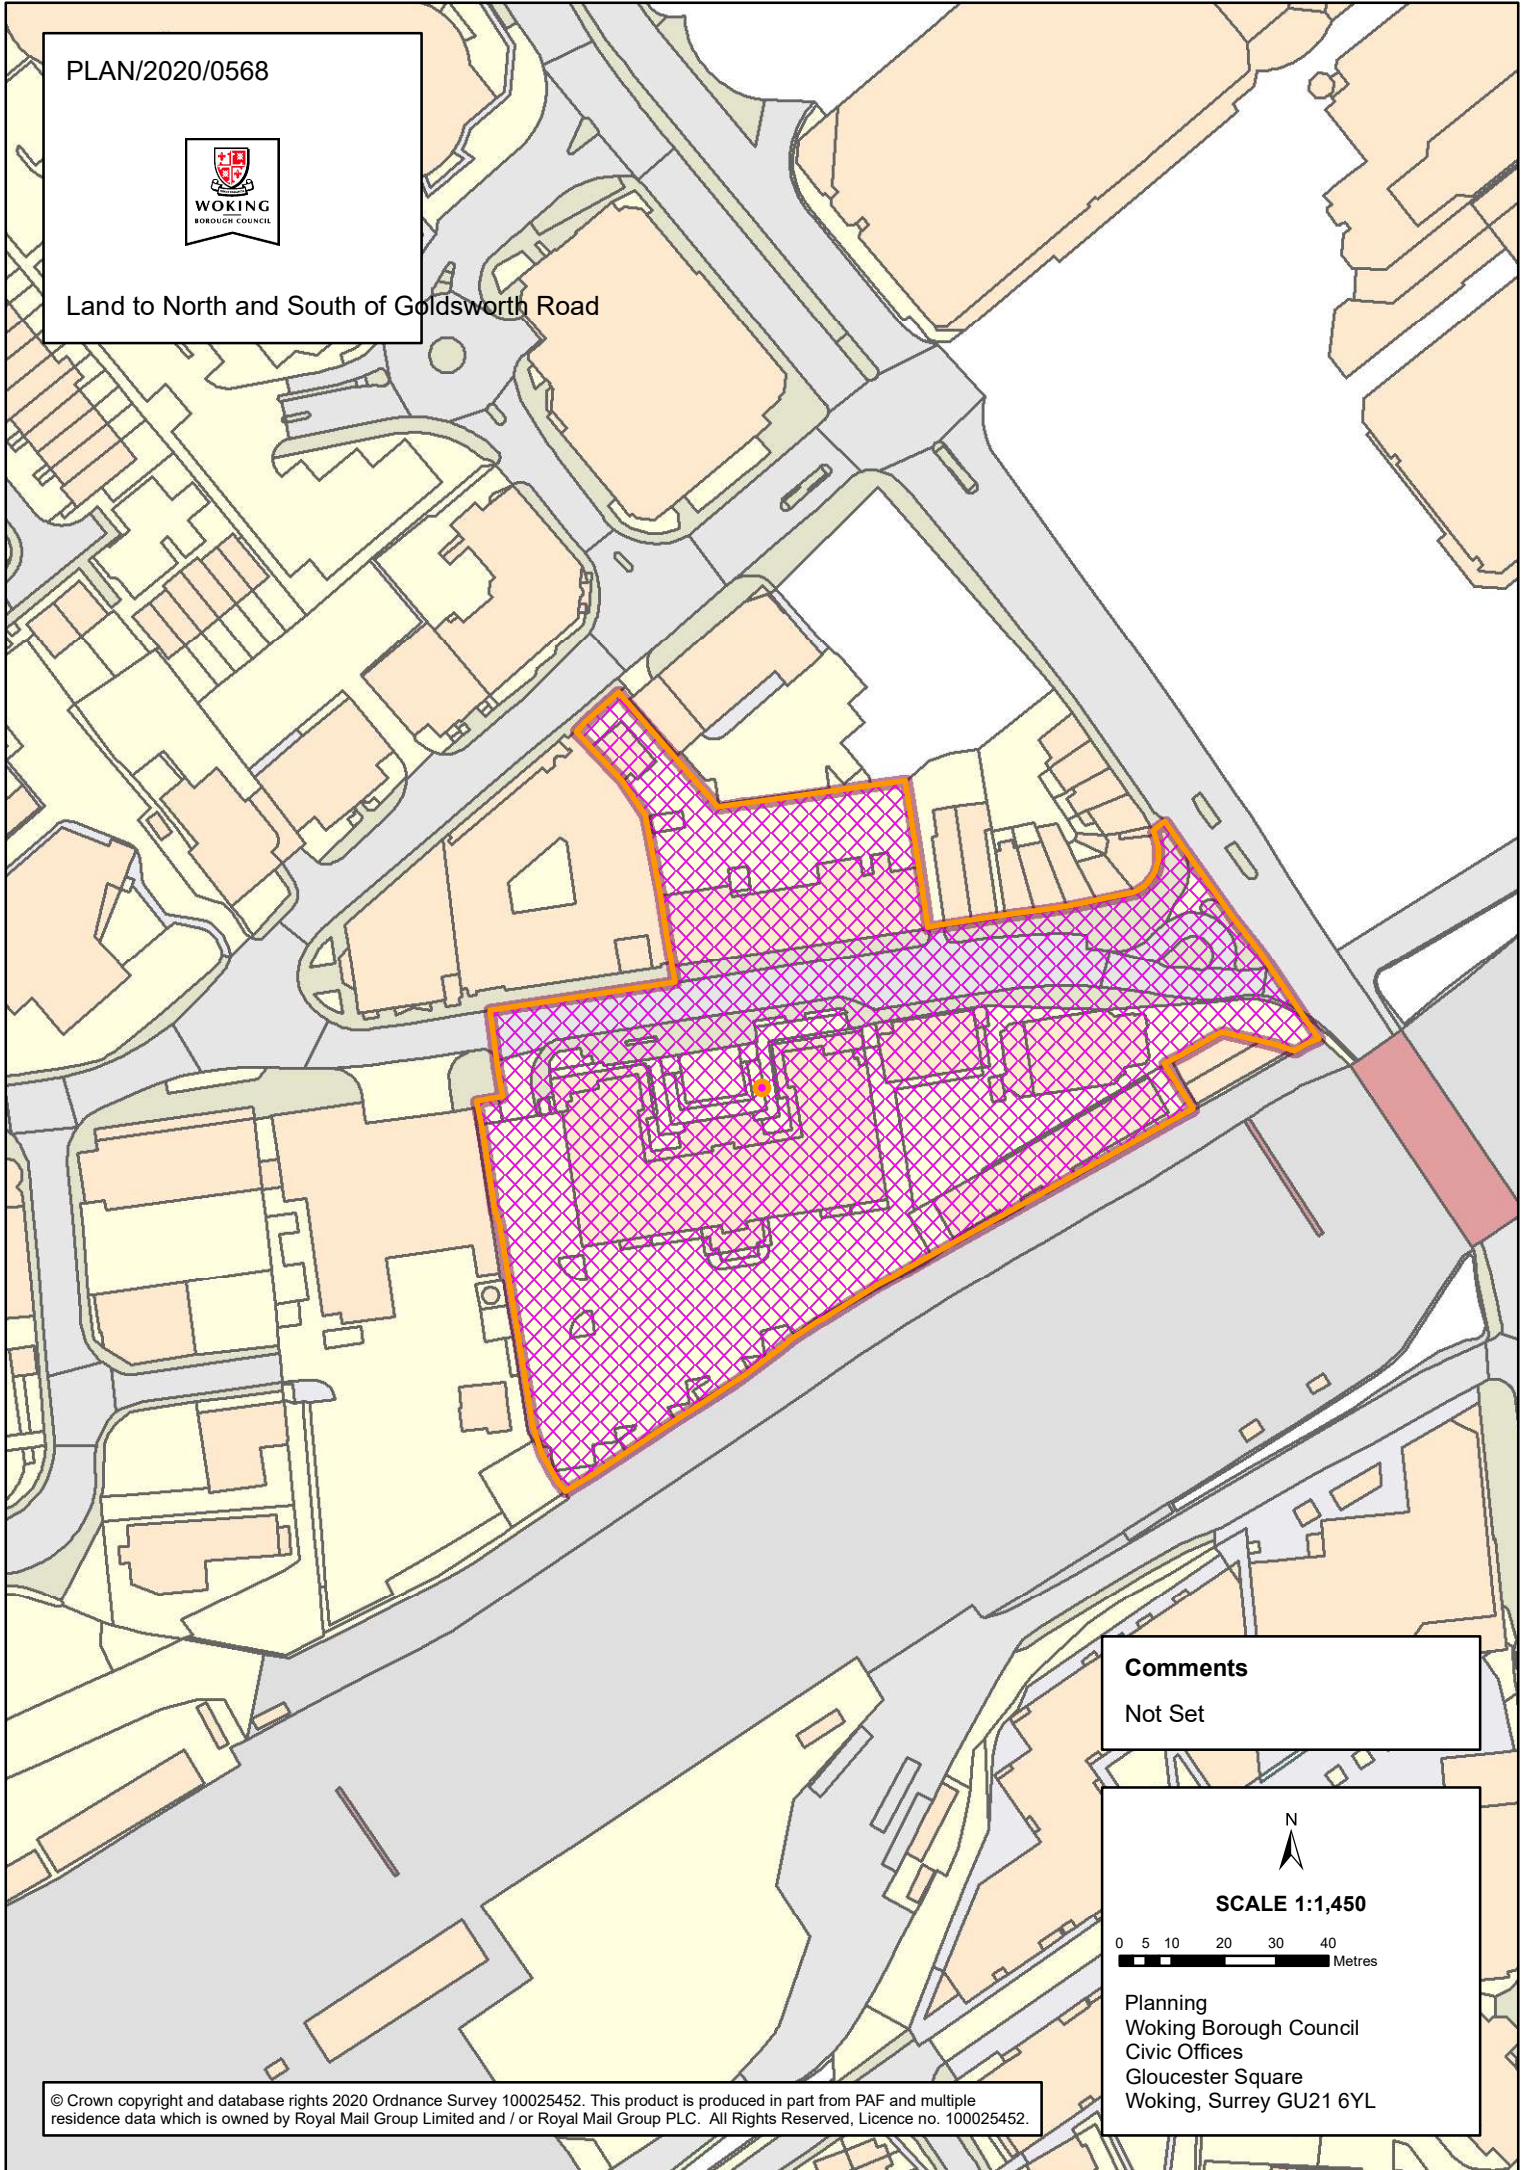 PLAN/2020/0568
WOKING
BOROUGH COUNCIL
Land to North and South of Goldsworth Road
Comments
Not Set
N
SCALE 1:1,450
0 5 10 20 30 40
Metres
Planning
Woking Borough Council
Civic Offices
Gloucester Square
Woking, Surrey GU21 6YL
© Crown copyright and database rights 2020 Ordnance Survey 100025452. This product is produced in part from PAF and multiple
residence data which is owned by Royal Mail Group Limited and / or Royal Mail Group PLC. All Rights Reserved, Licence no. 100025452.